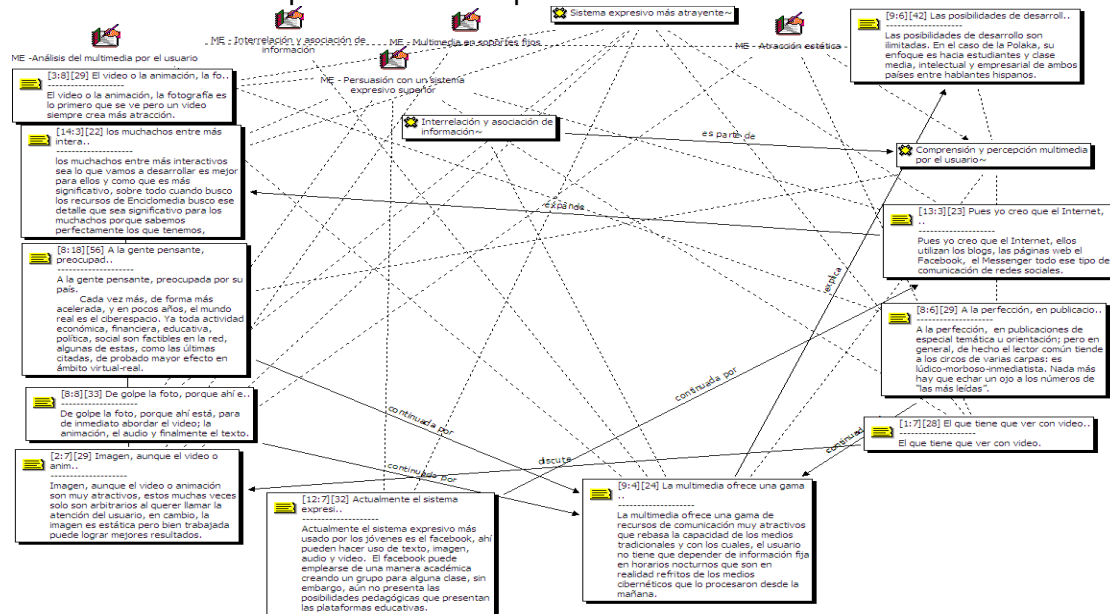 Sistema expresivo más atrayente~
ME - Interrelación y asociación de
información
ME - Multimedia en soportes fijos
ME - Atracción estética
ME -Análisis del multimedia por el usuario
ME - Persuasión con un sistema
expresivo superior
[9:6][42] Las posibilidades de desarroll..
--------------------
Las posibilidades de desarrollo son
ilimitadas. En el caso de la Polaka, su
enfoque es hacia estudiantes y clase
media, intelectual y empresarial de ambos
países entre hablantes hispanos.
[3:8][29] El video o la animación, la fo..
--------------------
El video o la animación, la fotografía es
lo primero que se ve pero un video
siempre crea más atracción.
Interrelación y asociación de
información~
es parte de
Comprensión y percepción multimedia
por el usuario~
[14:3][22] los muchachos entre más
intera..
--------------------
los muchachos entre más interactivos
sea lo que vamos a desarrollar es mejor
para ellos y como que es más
significativo, sobre todo cuando busco
los recursos de Enciclomedia busco ese
detalle que sea significativo para los
muchachos porque sabemos
perfectamente los que tenemos,
expande
[13:3][23] Pues yo creo que el Internet,
..
--------------------
Pues yo creo que el Internet, ellos
utilizan los blogs, las páginas web el
Facebook,  el Messenger todo ese tipo de
comunicación de redes sociales.
[8:18][56] A la gente pensante,
preocupad..
--------------------
A la gente pensante, preocupada por su
país.
Cada vez más, de forma más
acelerada, y en pocos años, el mundo
real es el ciberespacio. Ya toda actividad
económica, financiera, educativa,
política, social son factibles en la red,
algunas de estas, como las últimas
citadas, de probado mayor efecto en
ámbito virtual-real.
explica
[8:6][29] A la perfección,  en publicacio..
--------------------
A la perfección,  en publicaciones de
especial temática u orientación; pero en
general, de hecho el lector común tiende
a los circos de varias carpas: es
lúdico-morboso-inmediatista. Nada más
hay que echar un ojo a los números de
"las más leídas".
continuada por
[8:8][33] De golpe la foto, porque ahí e..
--------------------
De golpe la foto, porque ahí está, para
de inmediato abordar el video; la
animación, el audio y finalmente el texto.
continuada por
continuad
[1:7][28] El que tiene que ver con video..
--------------------
El que tiene que ver con video.
discute
continuada por
[2:7][29] Imagen, aunque el video o
anim..
--------------------
Imagen, aunque el video o animación
son muy atractivos, estos muchas veces
solo son arbitrarios al querer llamar la
atención del usuario, en cambio, la
imagen es estática pero bien trabajada
puede lograr mejores resultados.
[12:7][32] Actualmente el sistema
expresi..
--------------------
Actualmente el sistema expresivo más
usado por los jóvenes es el facebook, ahí
pueden hacer uso de texto, imagen,
audio y video.  El facebook puede
emplearse de una manera académica
creando un grupo para alguna clase, sin
embargo, aún no presenta las
posibilidades pedagógicas que presentan
las plataformas educativas.
[9:4][24] La multimedia ofrece una gama
..
--------------------
La multimedia ofrece una gama de
recursos de comunicación muy atractivos
que rebasa la capacidad de los medios
tradicionales y con los cuales, el usuario
no tiene que depender de información fija
en horarios nocturnos que son en
realidad refritos de los medios
cibernéticos que lo procesaron desde la
mañana.